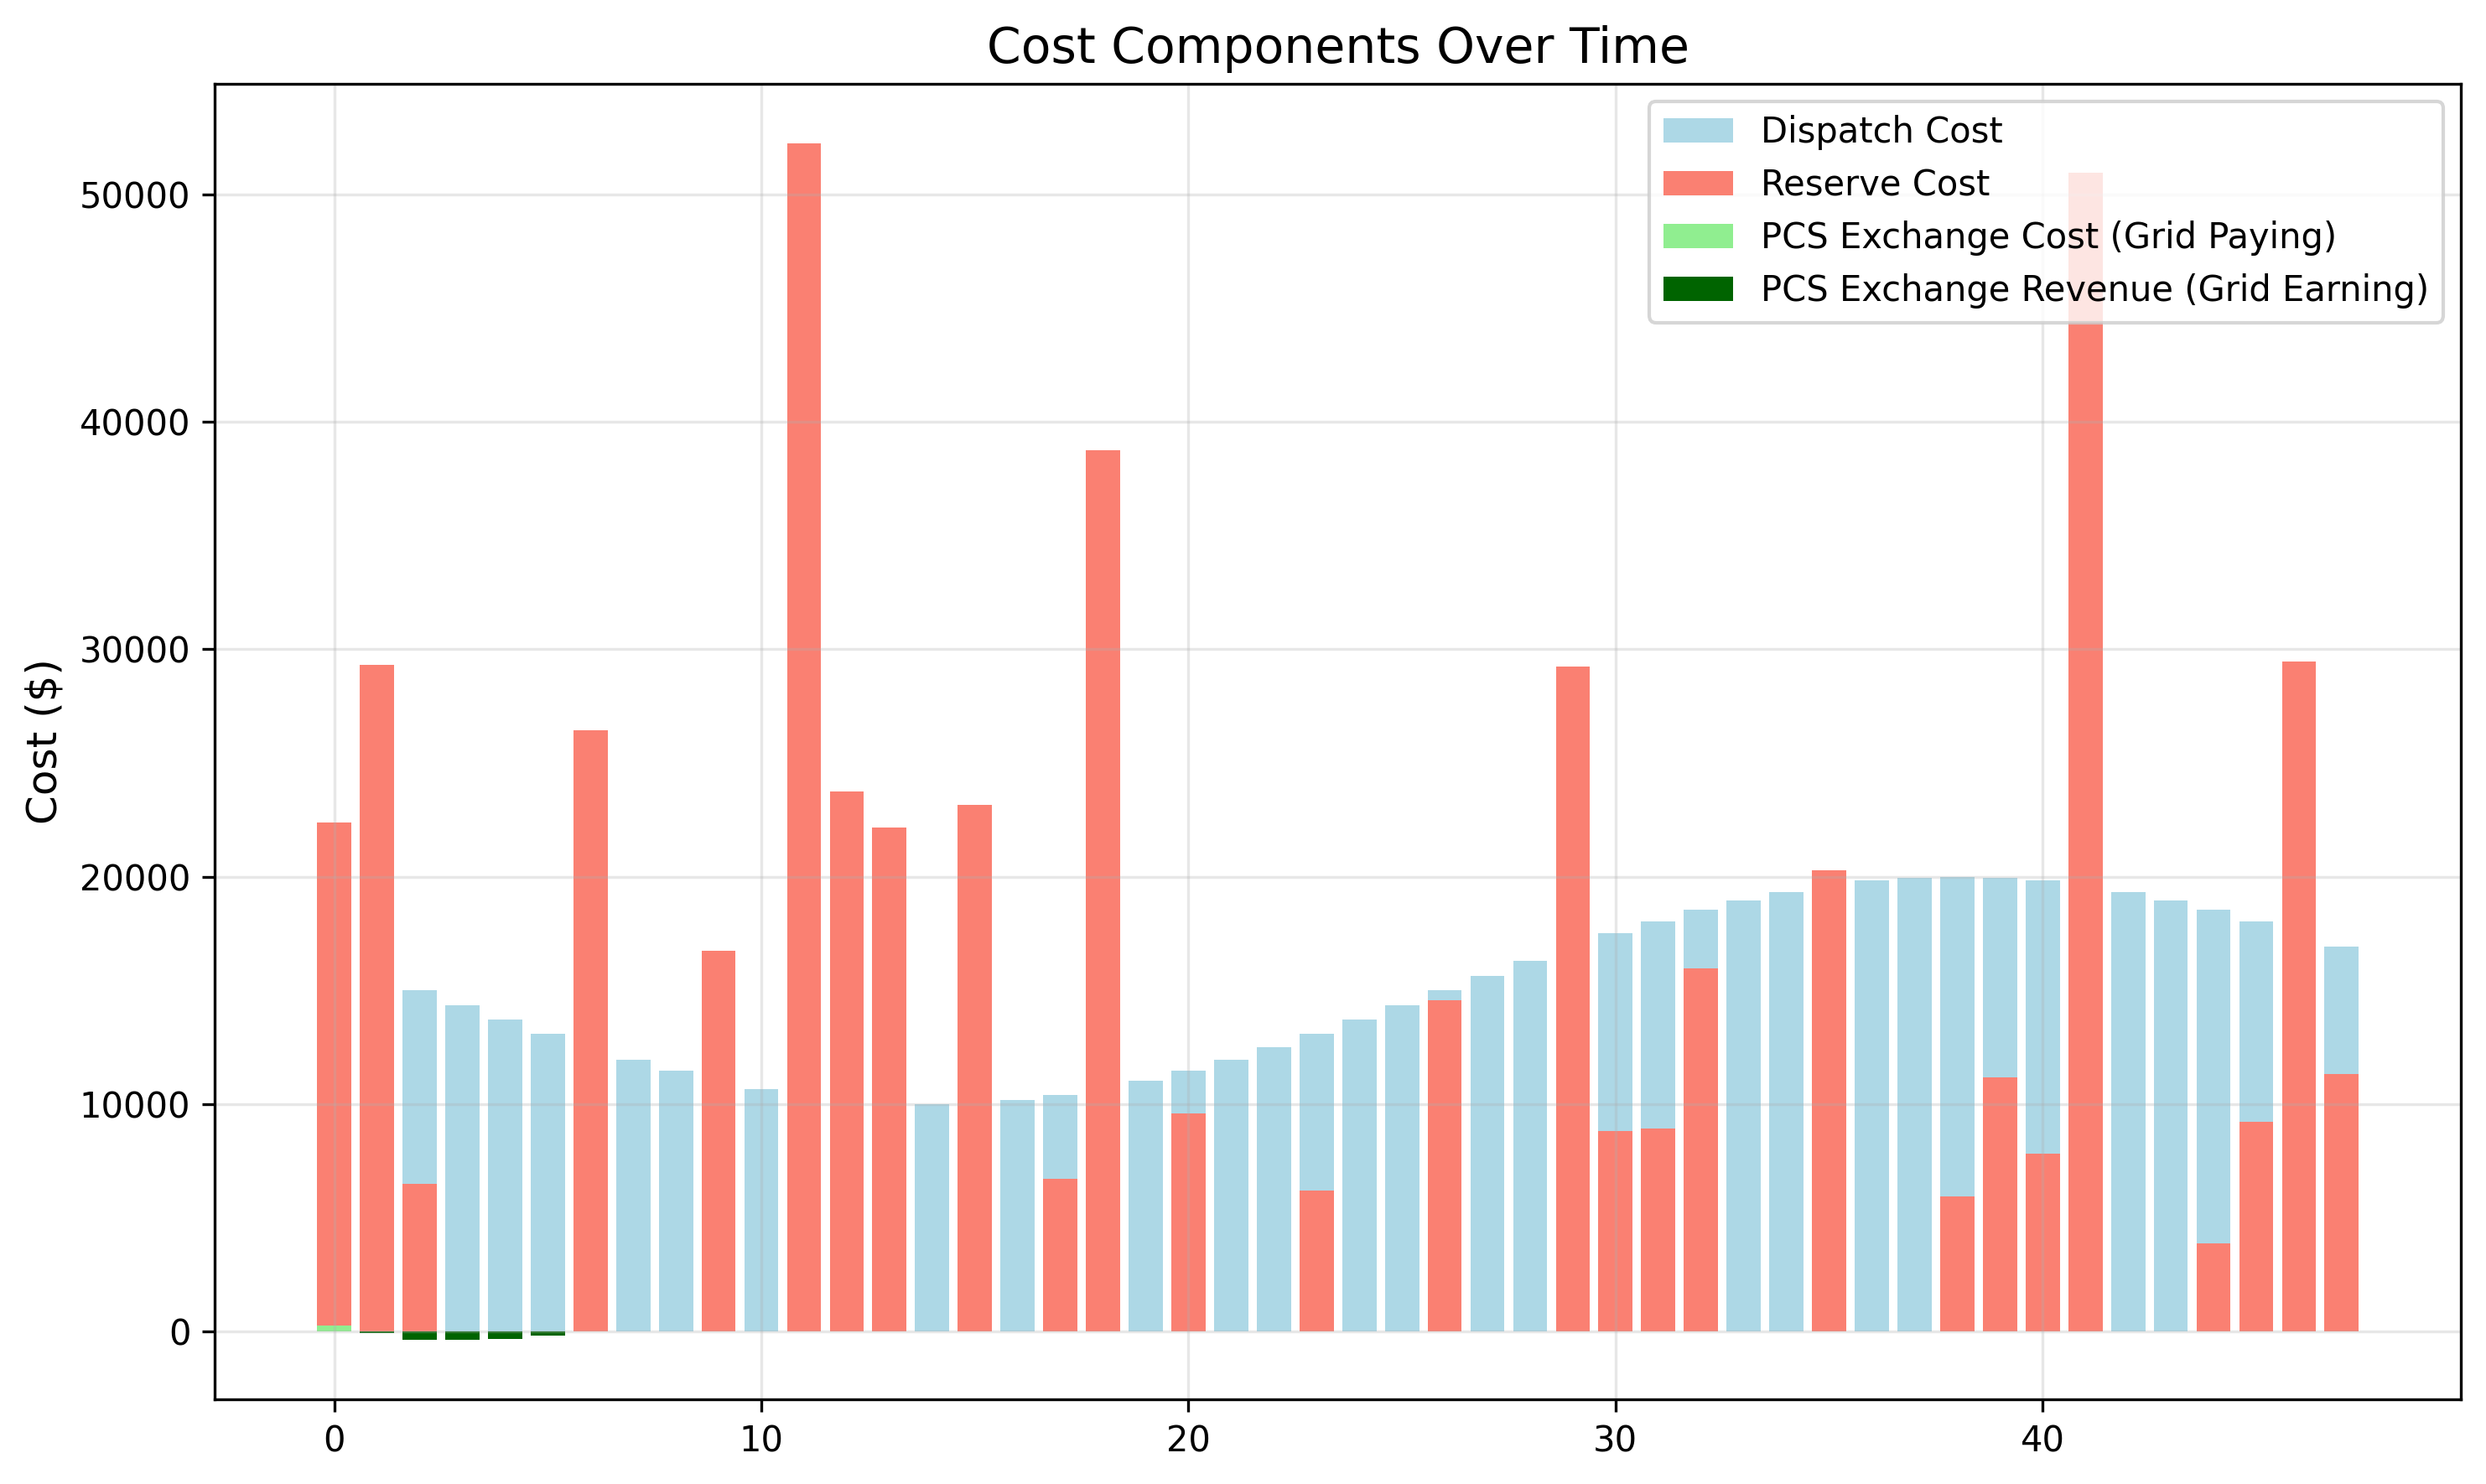 Cost Components Over Time
Dispatch Cost
Reserve Cost
PCS Exchange Cost (Grid Paying)
PCS Exchange Revenue (Grid Earning)
Cost ($)
50000
40000
30000
20000
10000
0
0 10 20 30 40